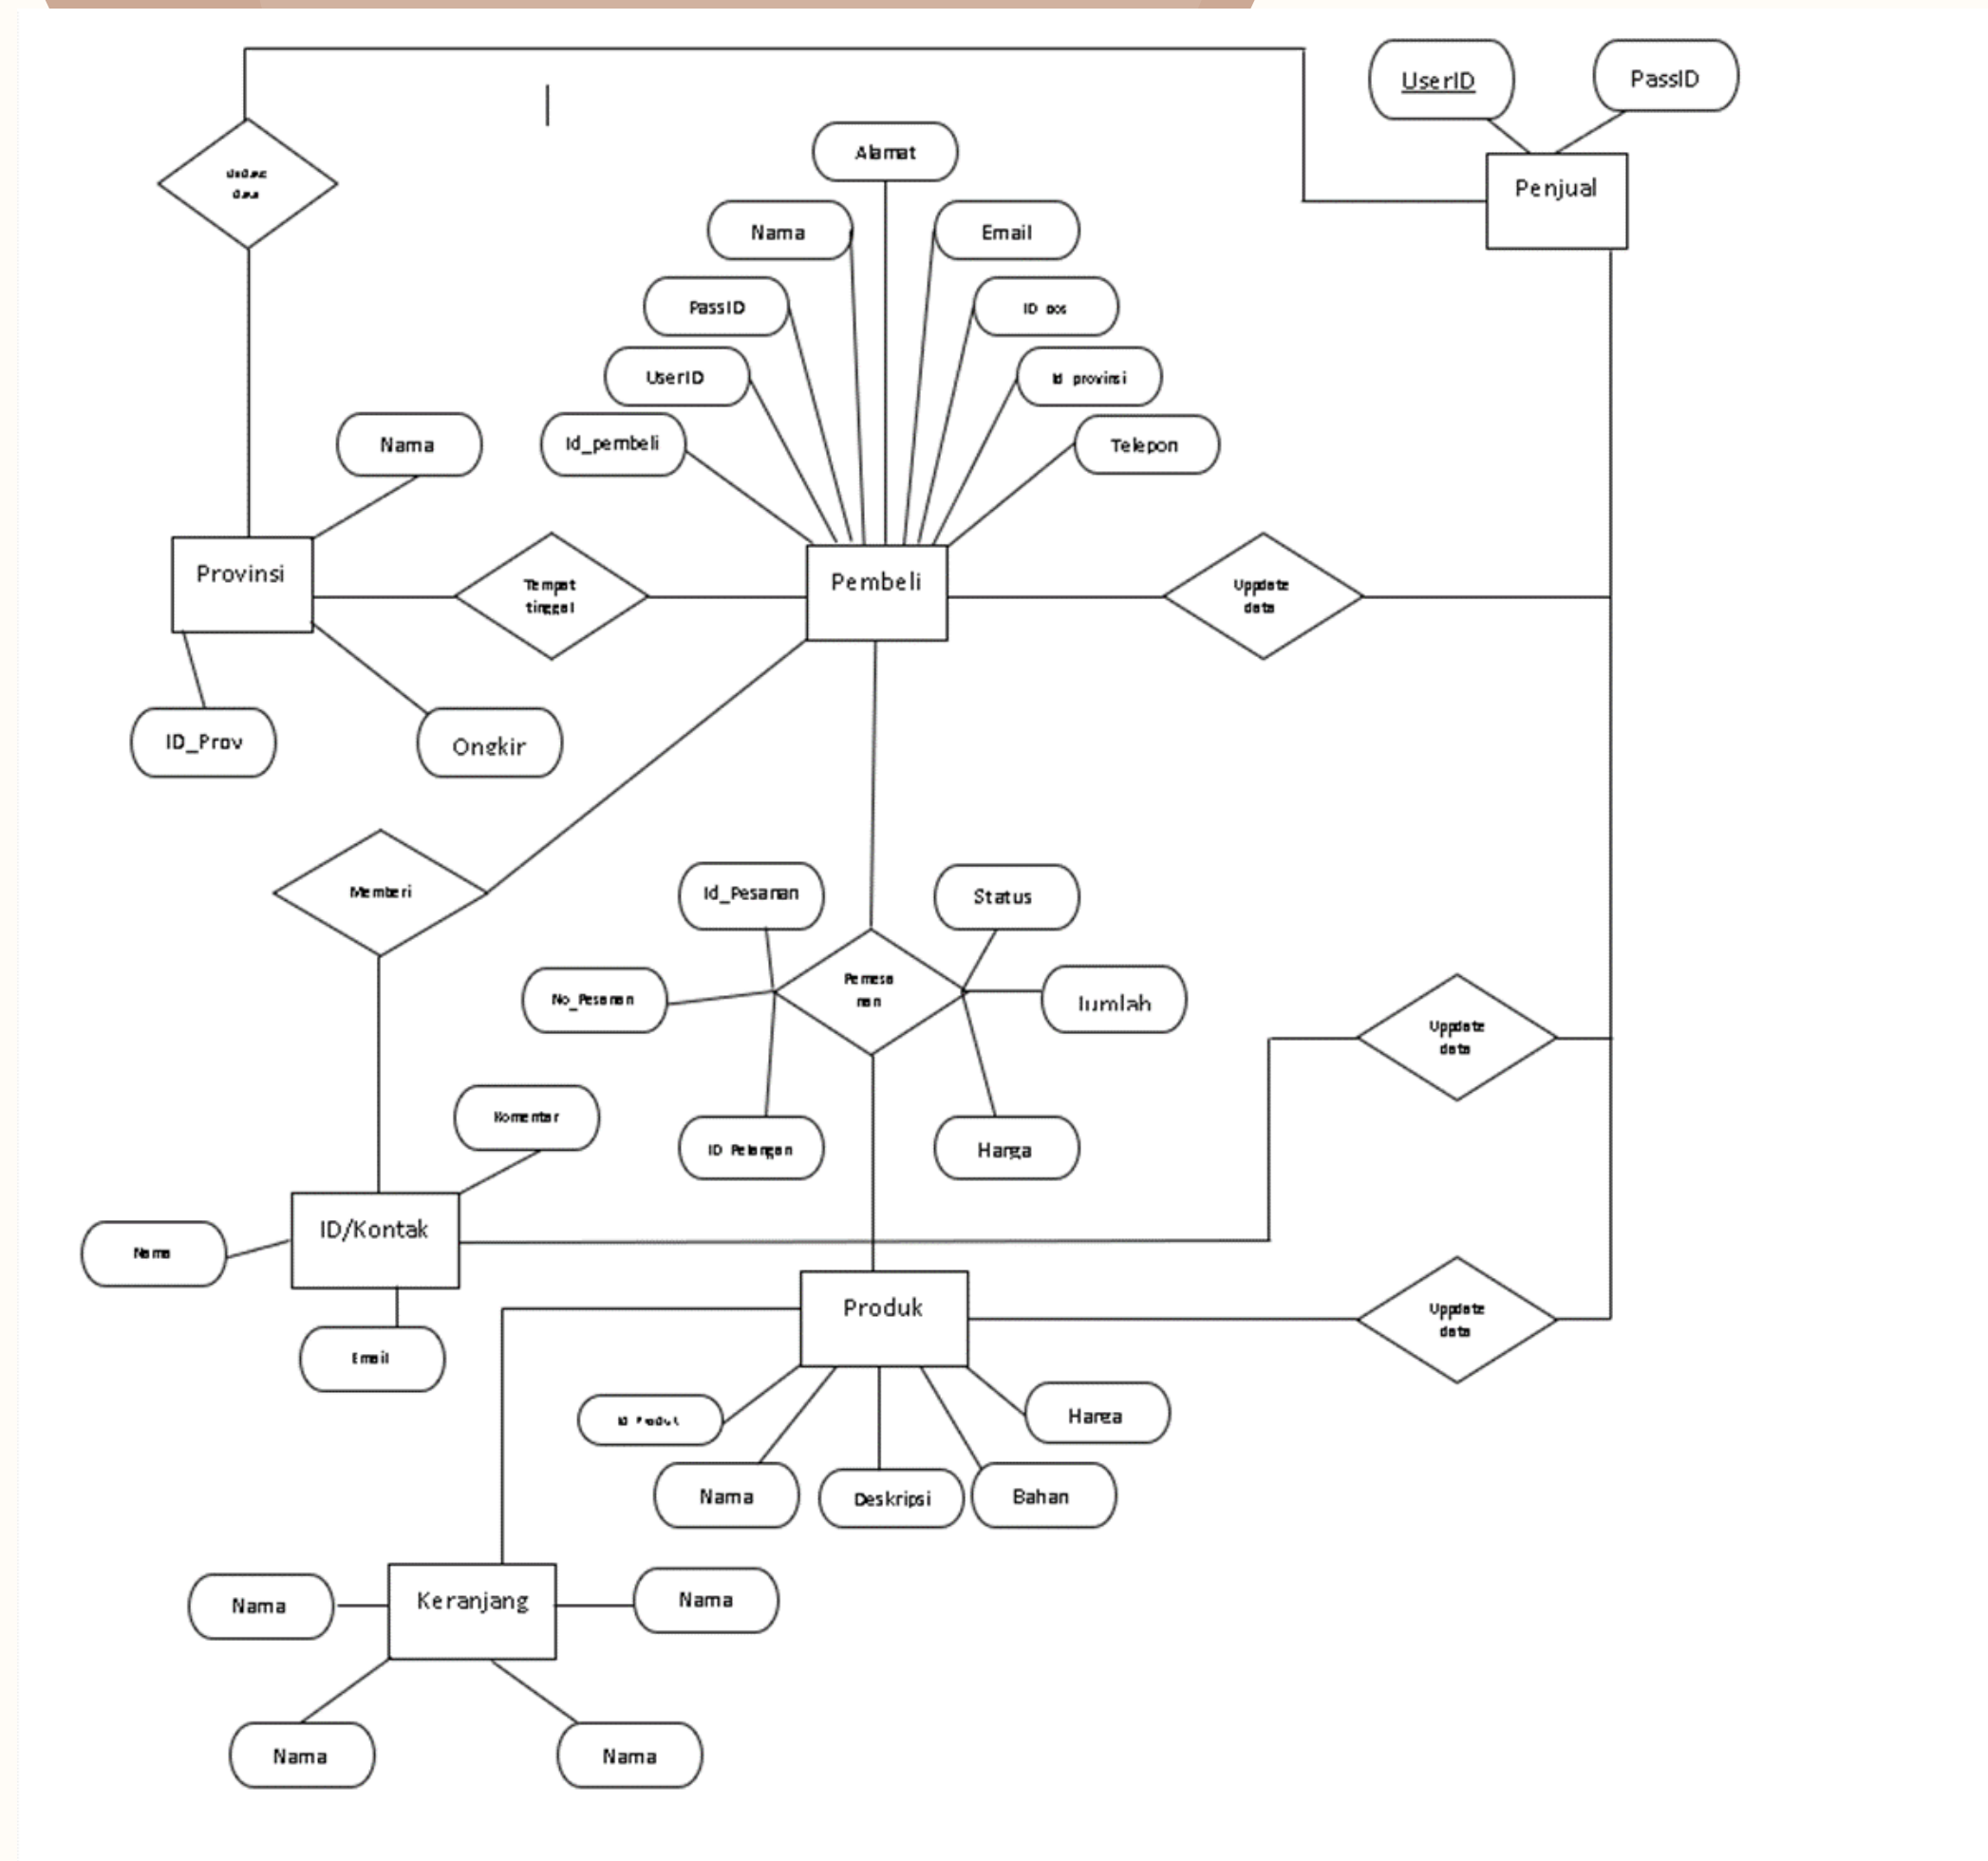 UserID
PassID
Penjual
Alamat
Nama
Email
PassID
UserID
Id provinsi
Nama
Id_pembeli
Telepon
Provinsi
Tempat
tinggal
Pembeli
Uppdate
data
ID_Prov
Ongkir
Memberi
Id_Pesanan
Status
No_Pesanan
Pemesa
nan
Jumlah
Uppdate
data
Komentar
ID Pelangan
Harga
Nama
ID/Kontak
Produk
Uppdate
data
Email
Harga
Nama
Deskripsi
Bahan
Nama
Keranjang
Nama
Nama
Nama